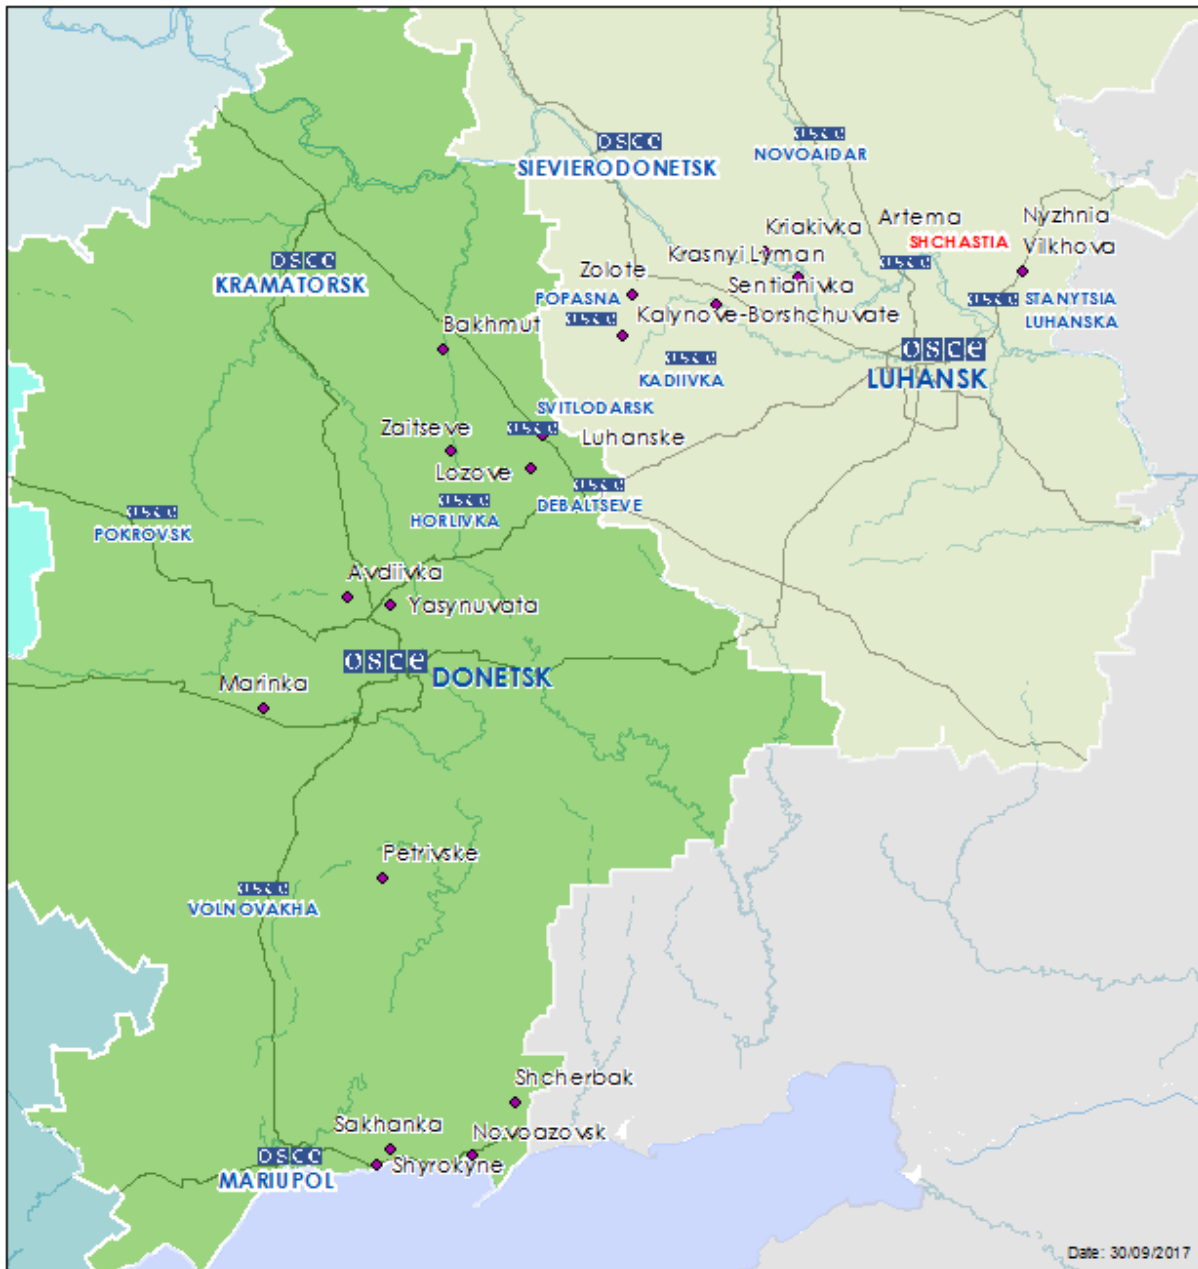 OSCE
SIEVIERODONETSK
OSCE
NOVOAIDAR
Artema
SHCHASTIA
OSCE
Nyzhnia
Vilkhova
Kriakivka
Krasnyi Lyman
Sentianivka
Zolote
POPASNA
OSCE
Kalynove-Borshchuvate
OSCE
STANYTSIA
LUHANSKA
OSCE
KRAMATORSK
Bakhmut
OSCE
KADIIVKA
OSCE
LUHANSK
SVITLODARSK
OSCE
Luhanske
Zaitseve
Lozove
OSCE
HORLIVKA
OSCE
DEBALTSEVE
OSCE
POKROVSK
Avdiivka
Yasynuvata
OSCE
DONETSK
Marinka
Petrivske
OSCE
VOLNOVAKHA
Shcherbak
Sakhanka
Novoazovsk
Shyrokyne
OSCE
MARIUPOL
Date: 30/09/2017